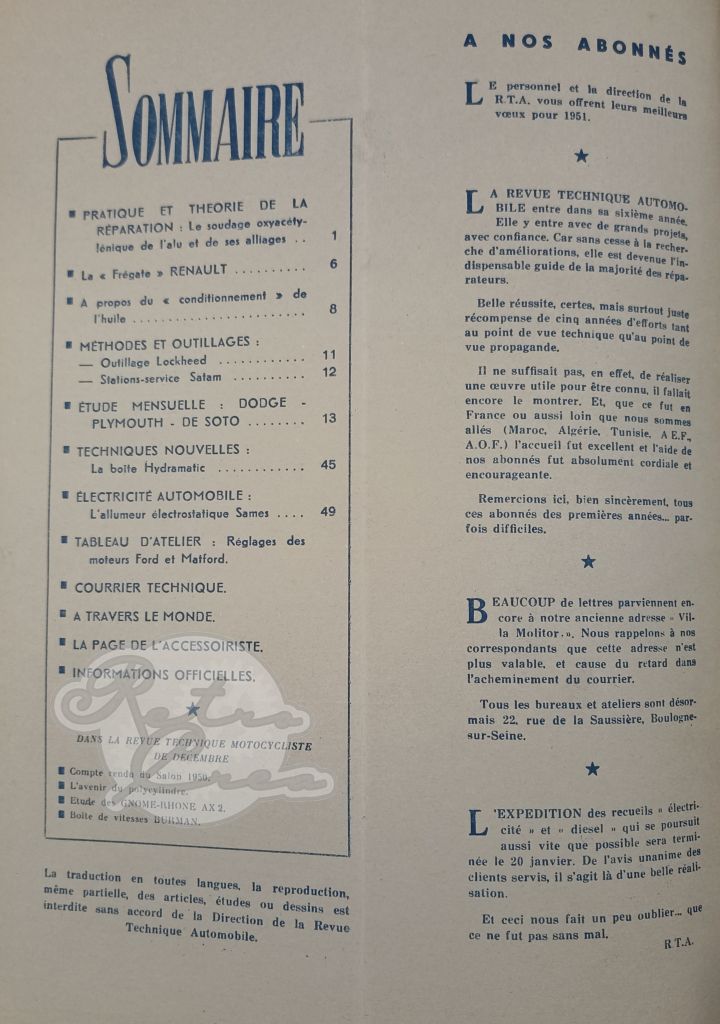 SOMMAIRE
■ PRATIQUE ET THEORIE DE LA
RÉPARATION : Le soudage oxyacéty-
lénique de l'alu et de ses alliages .. 1
■ La « Frégate » RENAULT .......... 6
■ A propos du « conditionnement » de
l'huile ........................ 8
■ MÉTHODES ET OUTILLAGES :
— Outillage Lockheed ............ 11
— Stations-service Satam .......... 12
■ ÉTUDE MENSUELLE : DODGE -
PLYMOUTH - DE SOTO ........ 13
■ TECHNIQUES NOUVELLES :
La boîte Hydramatic ............ 45
■ ÉLECTRICITÉ AUTOMOBILE :
L'allumeur électrostatique Sames .... 49
■ TABLEAU D'ATELIER : Réglages des
moteurs Ford et Matford.
■ COURRIER TECHNIQUE.
■ A TRAVERS LE MONDE.
■ LA PAGE DE L'ACCESSOIRISTE.
■ INFORMATIONS OFFICIELLES.
★
DANS LA REVUE TECHNIQUE MOTOCYCLISTE
DE DECEMBRE
■ Compte rendu du Salon 1950.
■ L'avenir du polycylindre.
■ Etude des GNOME-RHONE AX 2.
■ Boîte de vitesses BURMAN.
Retro
Crea
La traduction en toutes langues, la reproduction,
même partielle, des articles, études ou dessins est
interdite sans accord de la Direction de la Revue
Technique Automobile.
A NOS ABONNÉS
LE personnel et la direction de la
R.T.A. vous offrent leurs meilleurs
vœux pour 1951.
★
LA REVUE TECHNIQUE AUTOMO-
BILE entre dans sa sixième année.
Elle y entre avec de grands projets,
avec confiance. Car sans cesse à la recher-
che d'améliorations, elle est devenue l'in-
dispensable guide de la majorité des répa-
rateurs.
Belle réussite, certes, mais surtout juste
récompense de cinq années d'efforts tant
au point de vue technique qu'au point de
vue propagande.
Il ne suffisait pas, en effet, de réaliser
une œuvre utile pour être connu, il fallait
encore le montrer. Et, que ce fut en
France ou aussi loin que nous sommes
allés (Maroc, Algérie, Tunisie, A.E.F.,
A.O.F.) l'accueil fut excellent et l'aide de
nos abonnés fut absolument cordiale et
encourageante.
Remercions ici, bien sincèrement, tous
ces abonnés des premières années... par-
fois difficiles.
★
BEAUCOUP de lettres parviennent en-
core à notre ancienne adresse « Vil-
la Molitor ». Nous rappelons à nos
correspondants que cette adresse n'est
plus valable, et cause du retard dans
l'acheminement du courrier.
Tous les bureaux et ateliers sont désor-
mais 22, rue de la Saussière, Boulogne-
sur-Seine.
★
L'EXPEDITION des recueils « électri-
cité » et « diesel » qui se poursuit
aussi vite que possible sera termi-
née le 20 janvier. De l'avis unanime des
clients servis, il s'agit là d'une belle réali-
sation.
Et ceci nous fait un peu oublier... que
ce ne fut pas sans mal.
R.T.A.